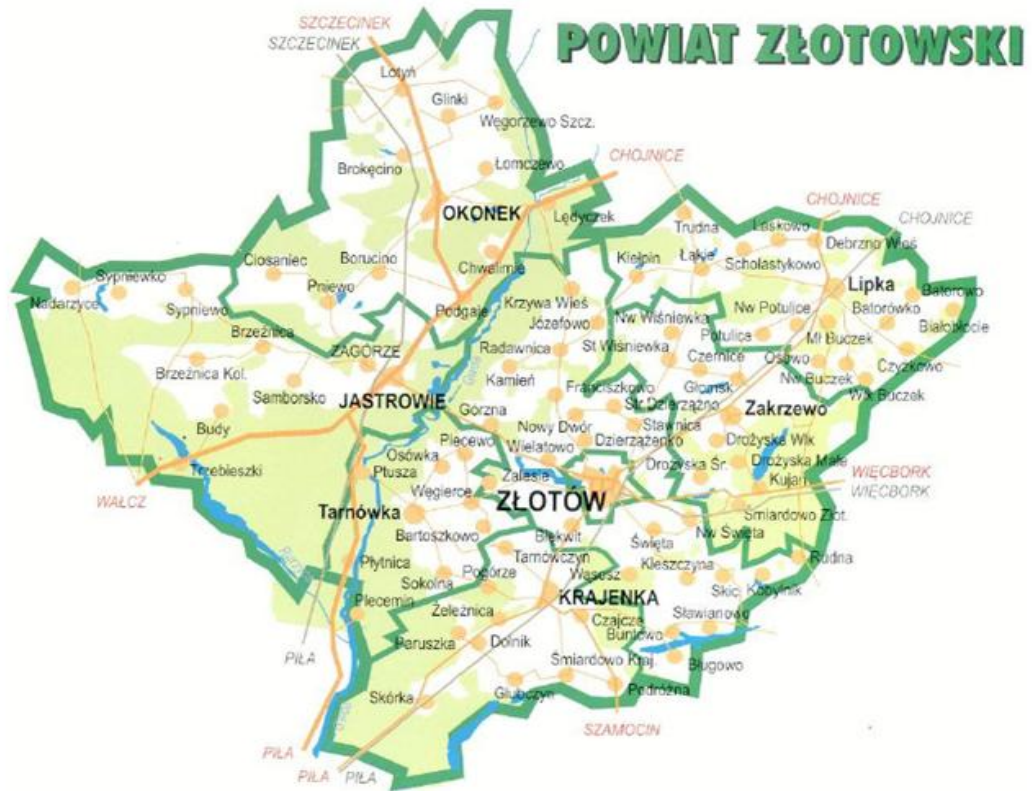 SZCZECINEK
SZCZECINEK
POWIAT ZŁOTOWSKI
Lotyń
Glinki
Węgorzewo Szcz.
Brokęcino
Łomczewo
CHOJNICE
OKONEK
Lędyczek
CHOJNICE
CHOJNICE
Trudna
Laskowo
Debrzno Wieś
Ciosaniec
Borucino
Chwalimie
Kiełpin
Łąkie
Scholastykowo
Sypniewko
Nadarzyce
Sypniewo
Pniewo
Podgaje
Krzywa Wieś
Lipka
Batorowo
Nw Potulice
Batorówko
Józefowo
Nw Wiśniewka
Potulice
Białobłocie
Brzeźnica
ZAGÓRZE
Radawnica
St Wiśniewka
Mł Buczek
Czernice
Osowo
Czyżkowo
Brzeźnica Kol.
Kamień
Głomsk
Nw Buczek
Wlk Buczek
Samborsko
JASTROWIE
Franciszkowo
Str Dzierzążno
Zakrzewo
Górzna
Nowy Dwór
Stawnica
Budy
Plecewo
Wielatowo
Dzierzążenko
Drożyska Wlk
Osówka
Trzebieszki
Ptusza
Zalesie
Drożyska Śr.
Drożyska Małe
Kujan
WIĘCBORK
WIĘCBORK
WAŁCZ
Węgierce
ZŁOTÓW
Tarnówka
Śmiardowo Złot.
Bartoszkowo
Blękwit
Święta
Nw Święta
Płytnica
Tarnówczyn
Rudna
Sokolna
Pogórze
Wąsosz
Kleszczyna
Skic
Kobylnik
Plecemin
KRAJENKA
Żeleźnica
Czajcze
Sławianowo
Paruszka
Dolnik
Buntowo
PIŁA
Śmiardowo Kraj.
Bługowo
Skórka
Głubczyn
Podróżna
SZAMOCIN
PIŁA
PIŁA
PIŁA